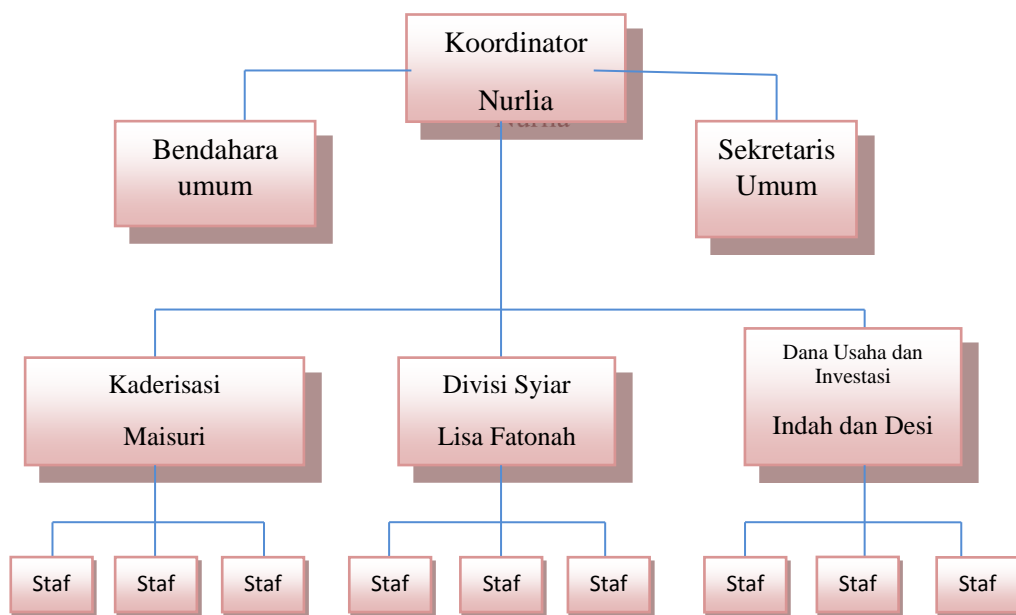 Koordinator
Nurlia
Bendahara
umum
Sekretaris
Umum
Kaderisasi
Maisuri
Divisi Syiar
Lisa Fatonah
Dana Usaha dan
Investasi
Indah dan Desi
Staf
Staf
Staf
Staf
Staf
Staf
Staf
Staf
Staf